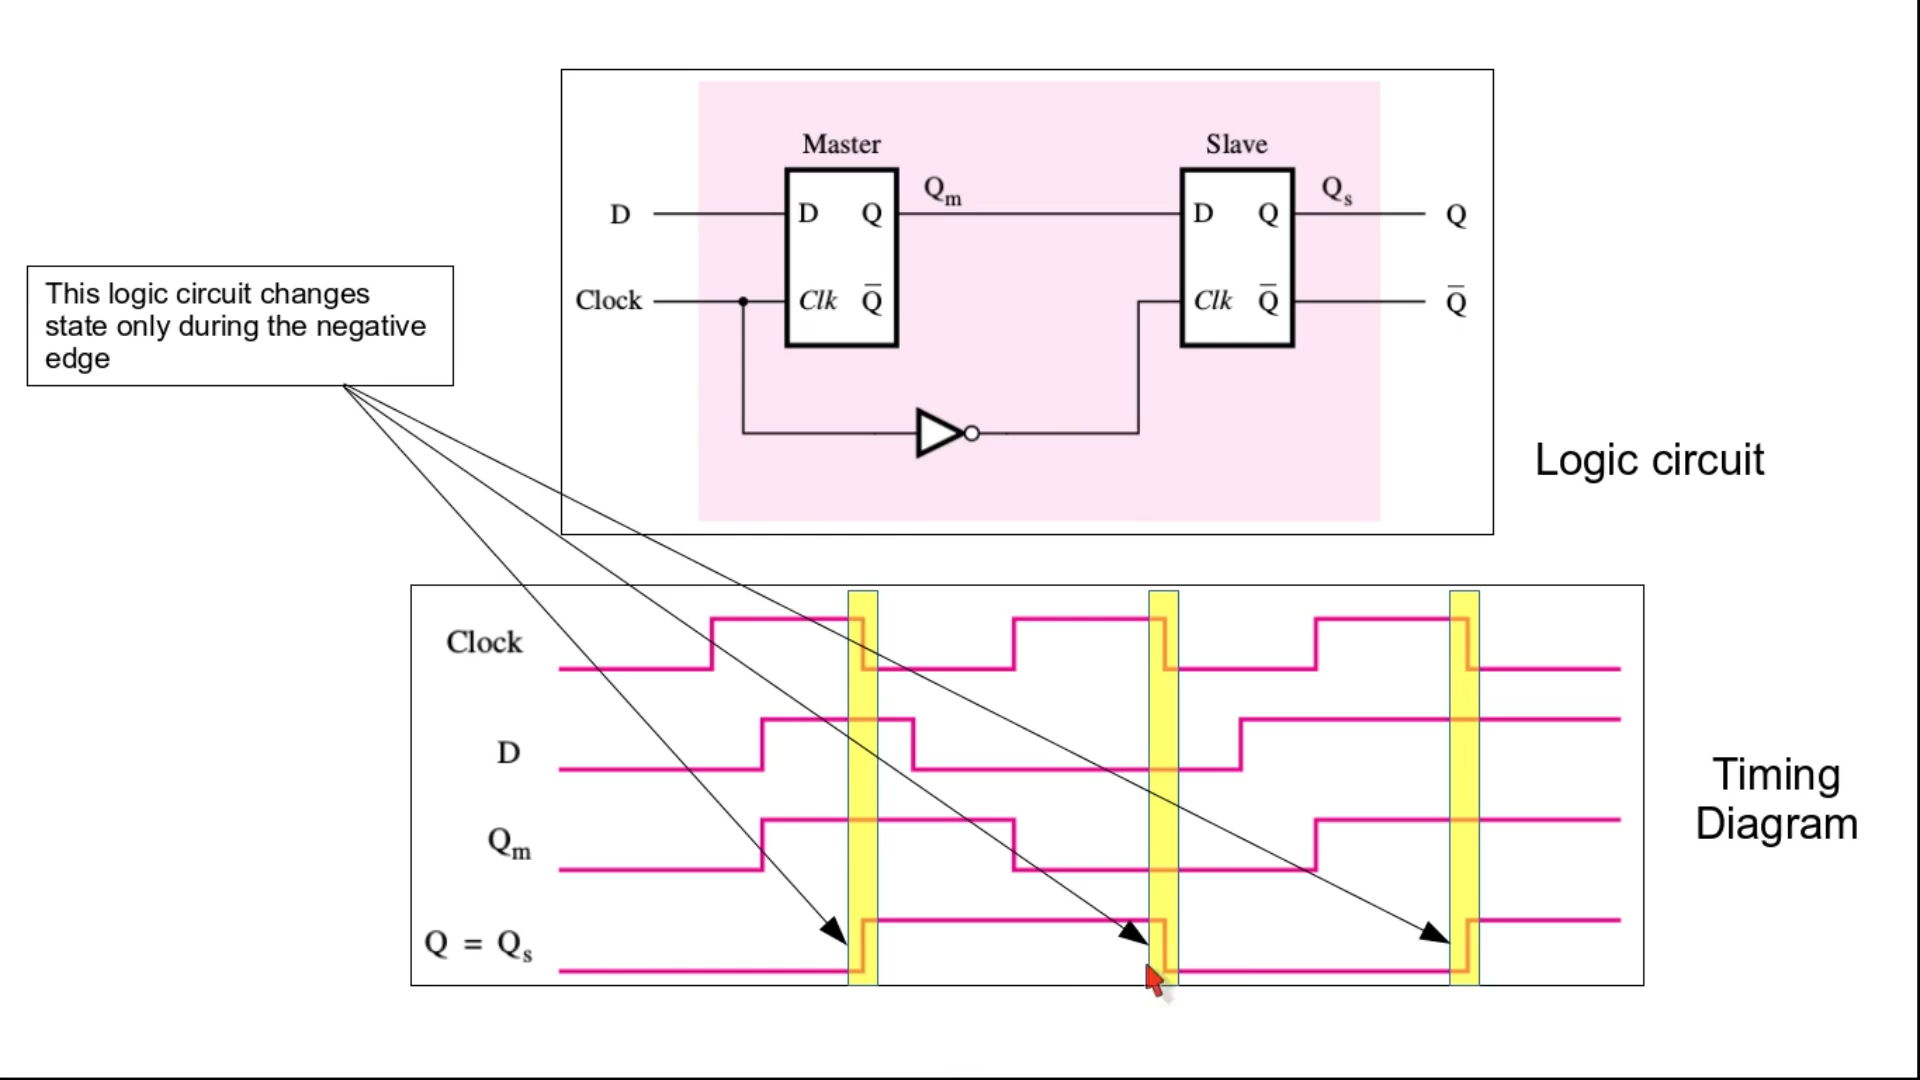 Master
Slave
Qm
Qs
D
D Q
D Q
Q
Clock
Clk Q̅
Clk Q̅
Q̅
This logic circuit changes
state only during the negative
edge
Logic circuit
Clock
D
Qm
Q = Qs
Timing
Diagram